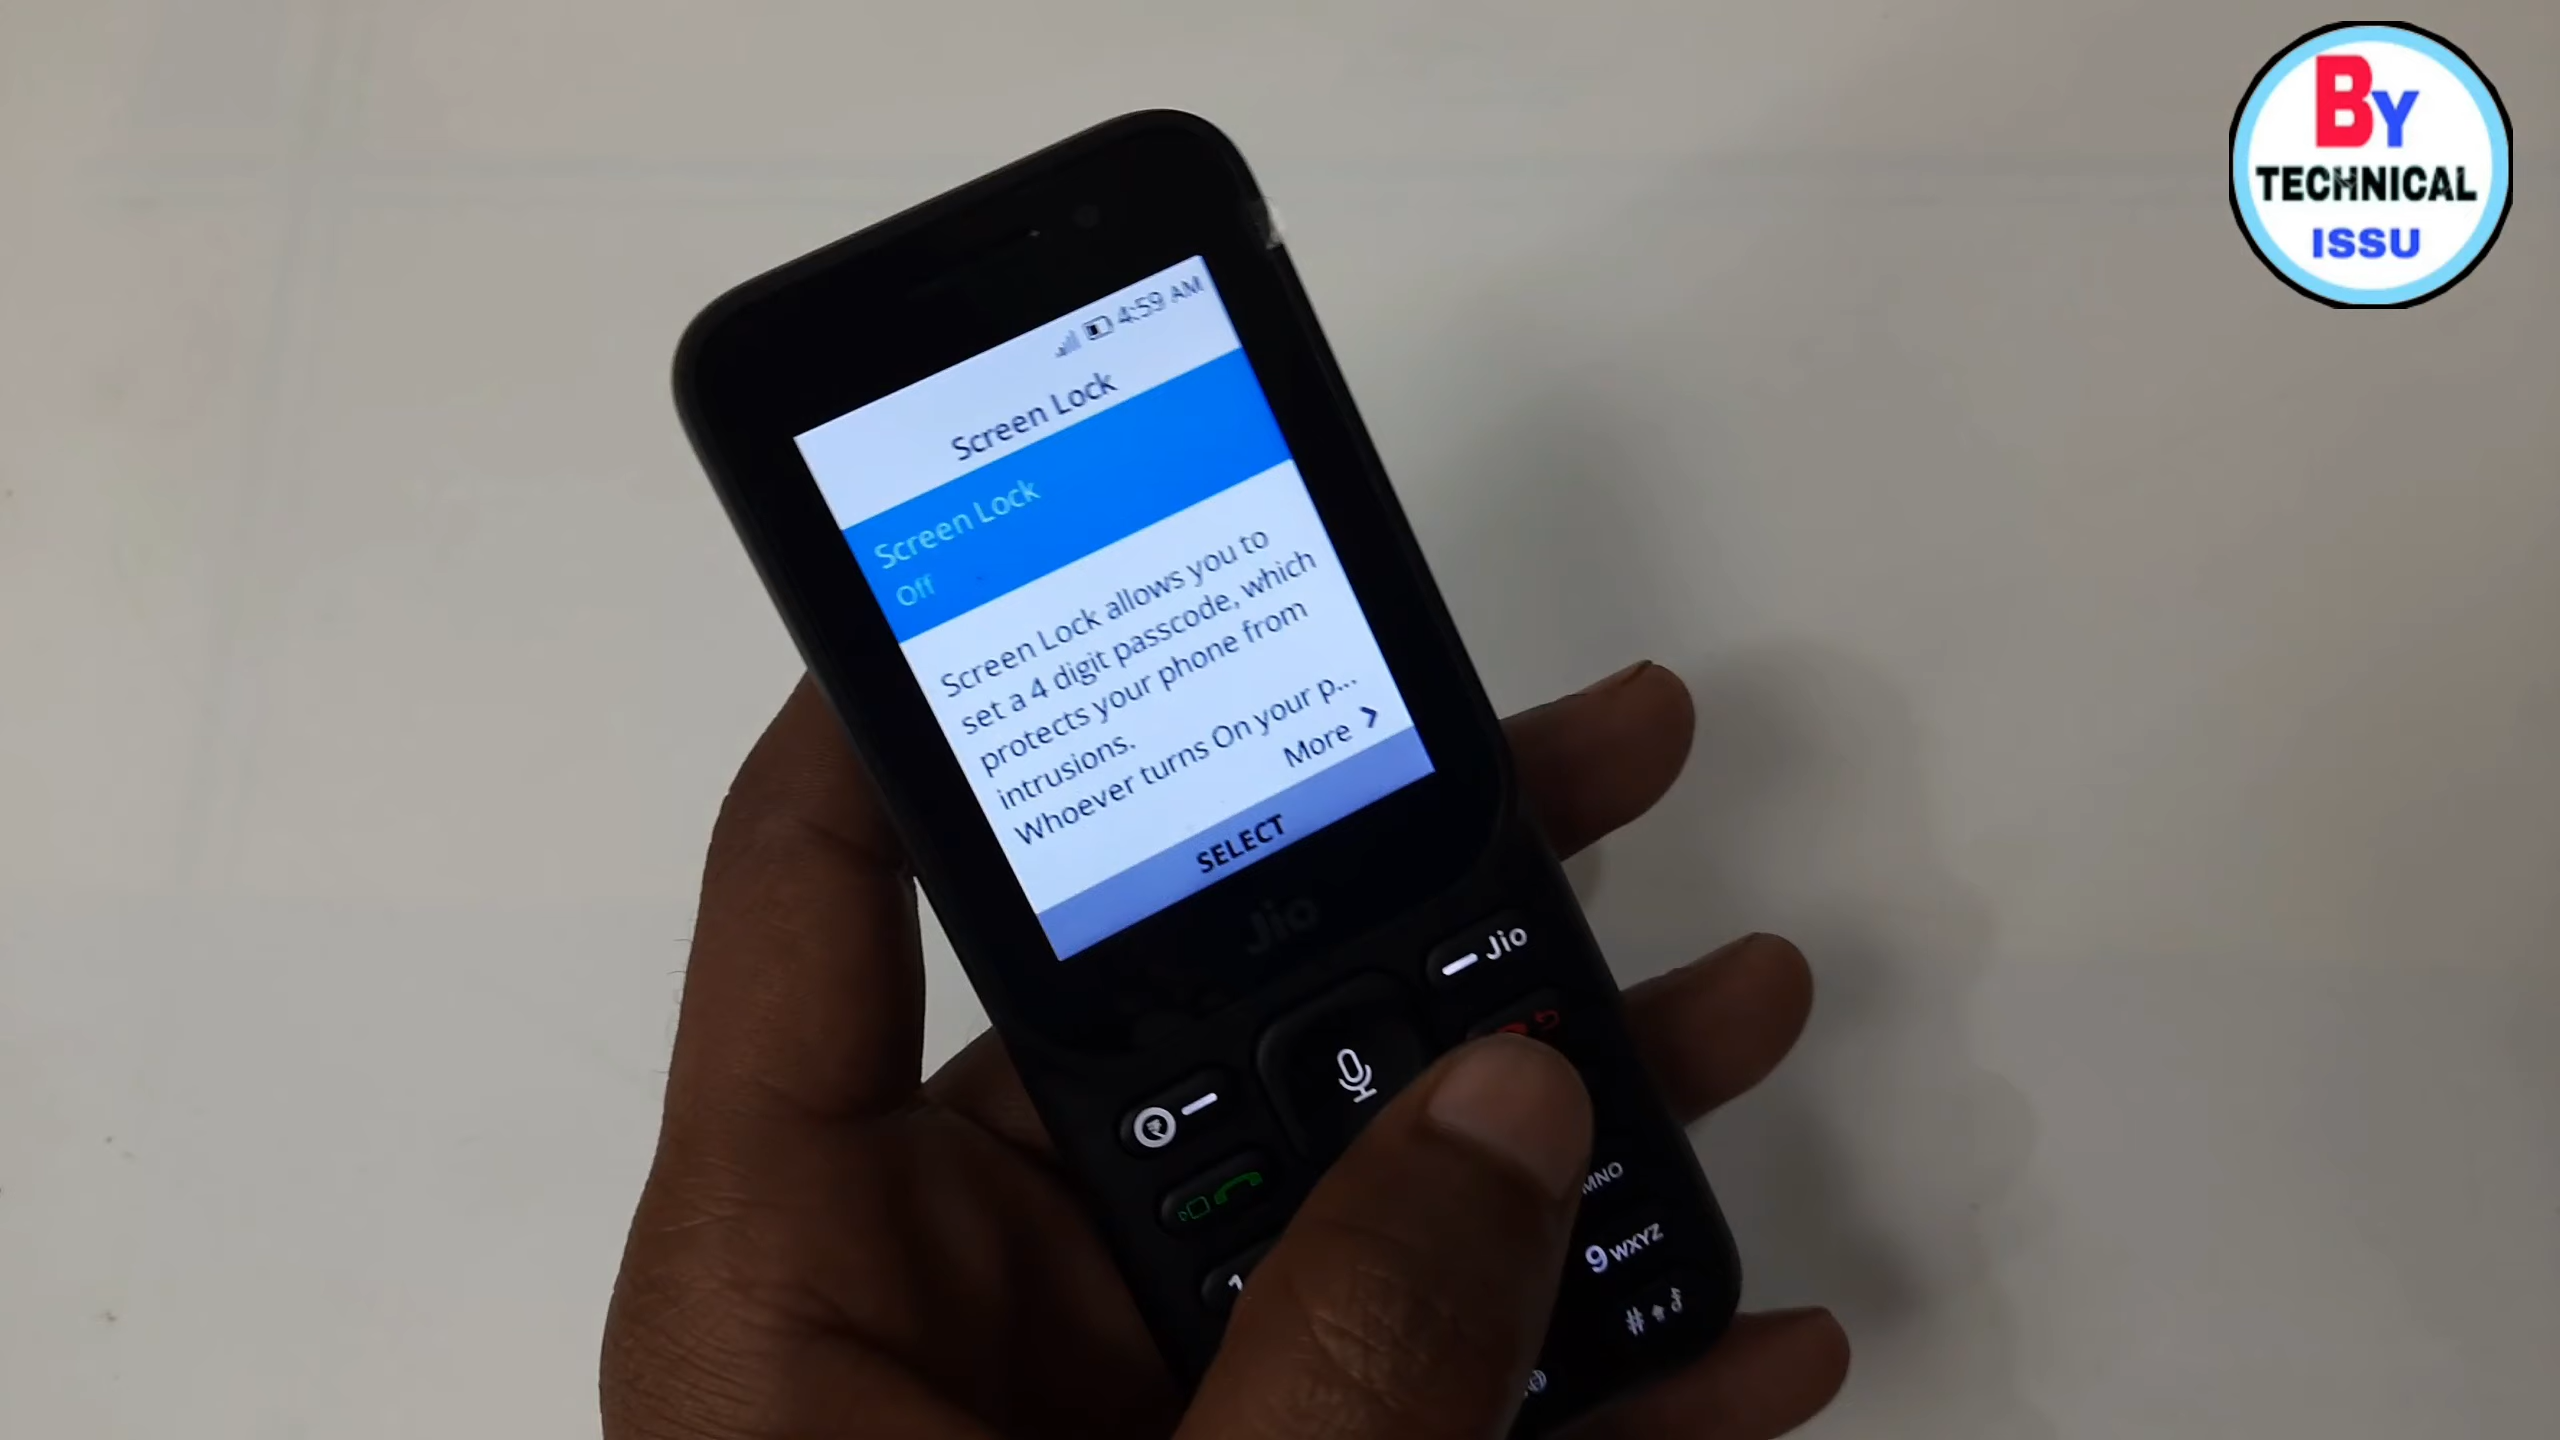 By
TECHNICAL
ISSU
4:59 AM
Screen Lock
Screen Lock
Off
Screen Lock allows you to
set a 4 digit passcode, which
protects your phone from
intrusions.
Whoever turns On your p...
More >
SELECT
Jio
Jio
₹
1
MNO
9 WXYZ
#